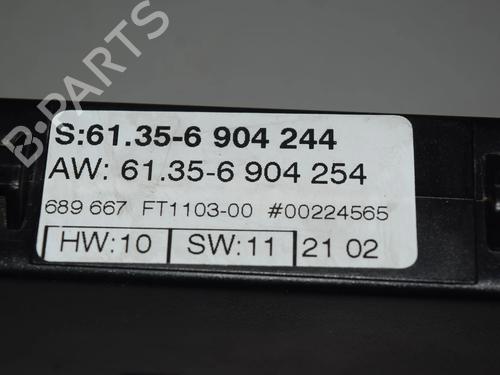 B-PARTS
S:61.35-6 904 244
AW: 61.35-6 904 254
689 667 FT1103-00 #00224565
HW:10 SW:11 21 02